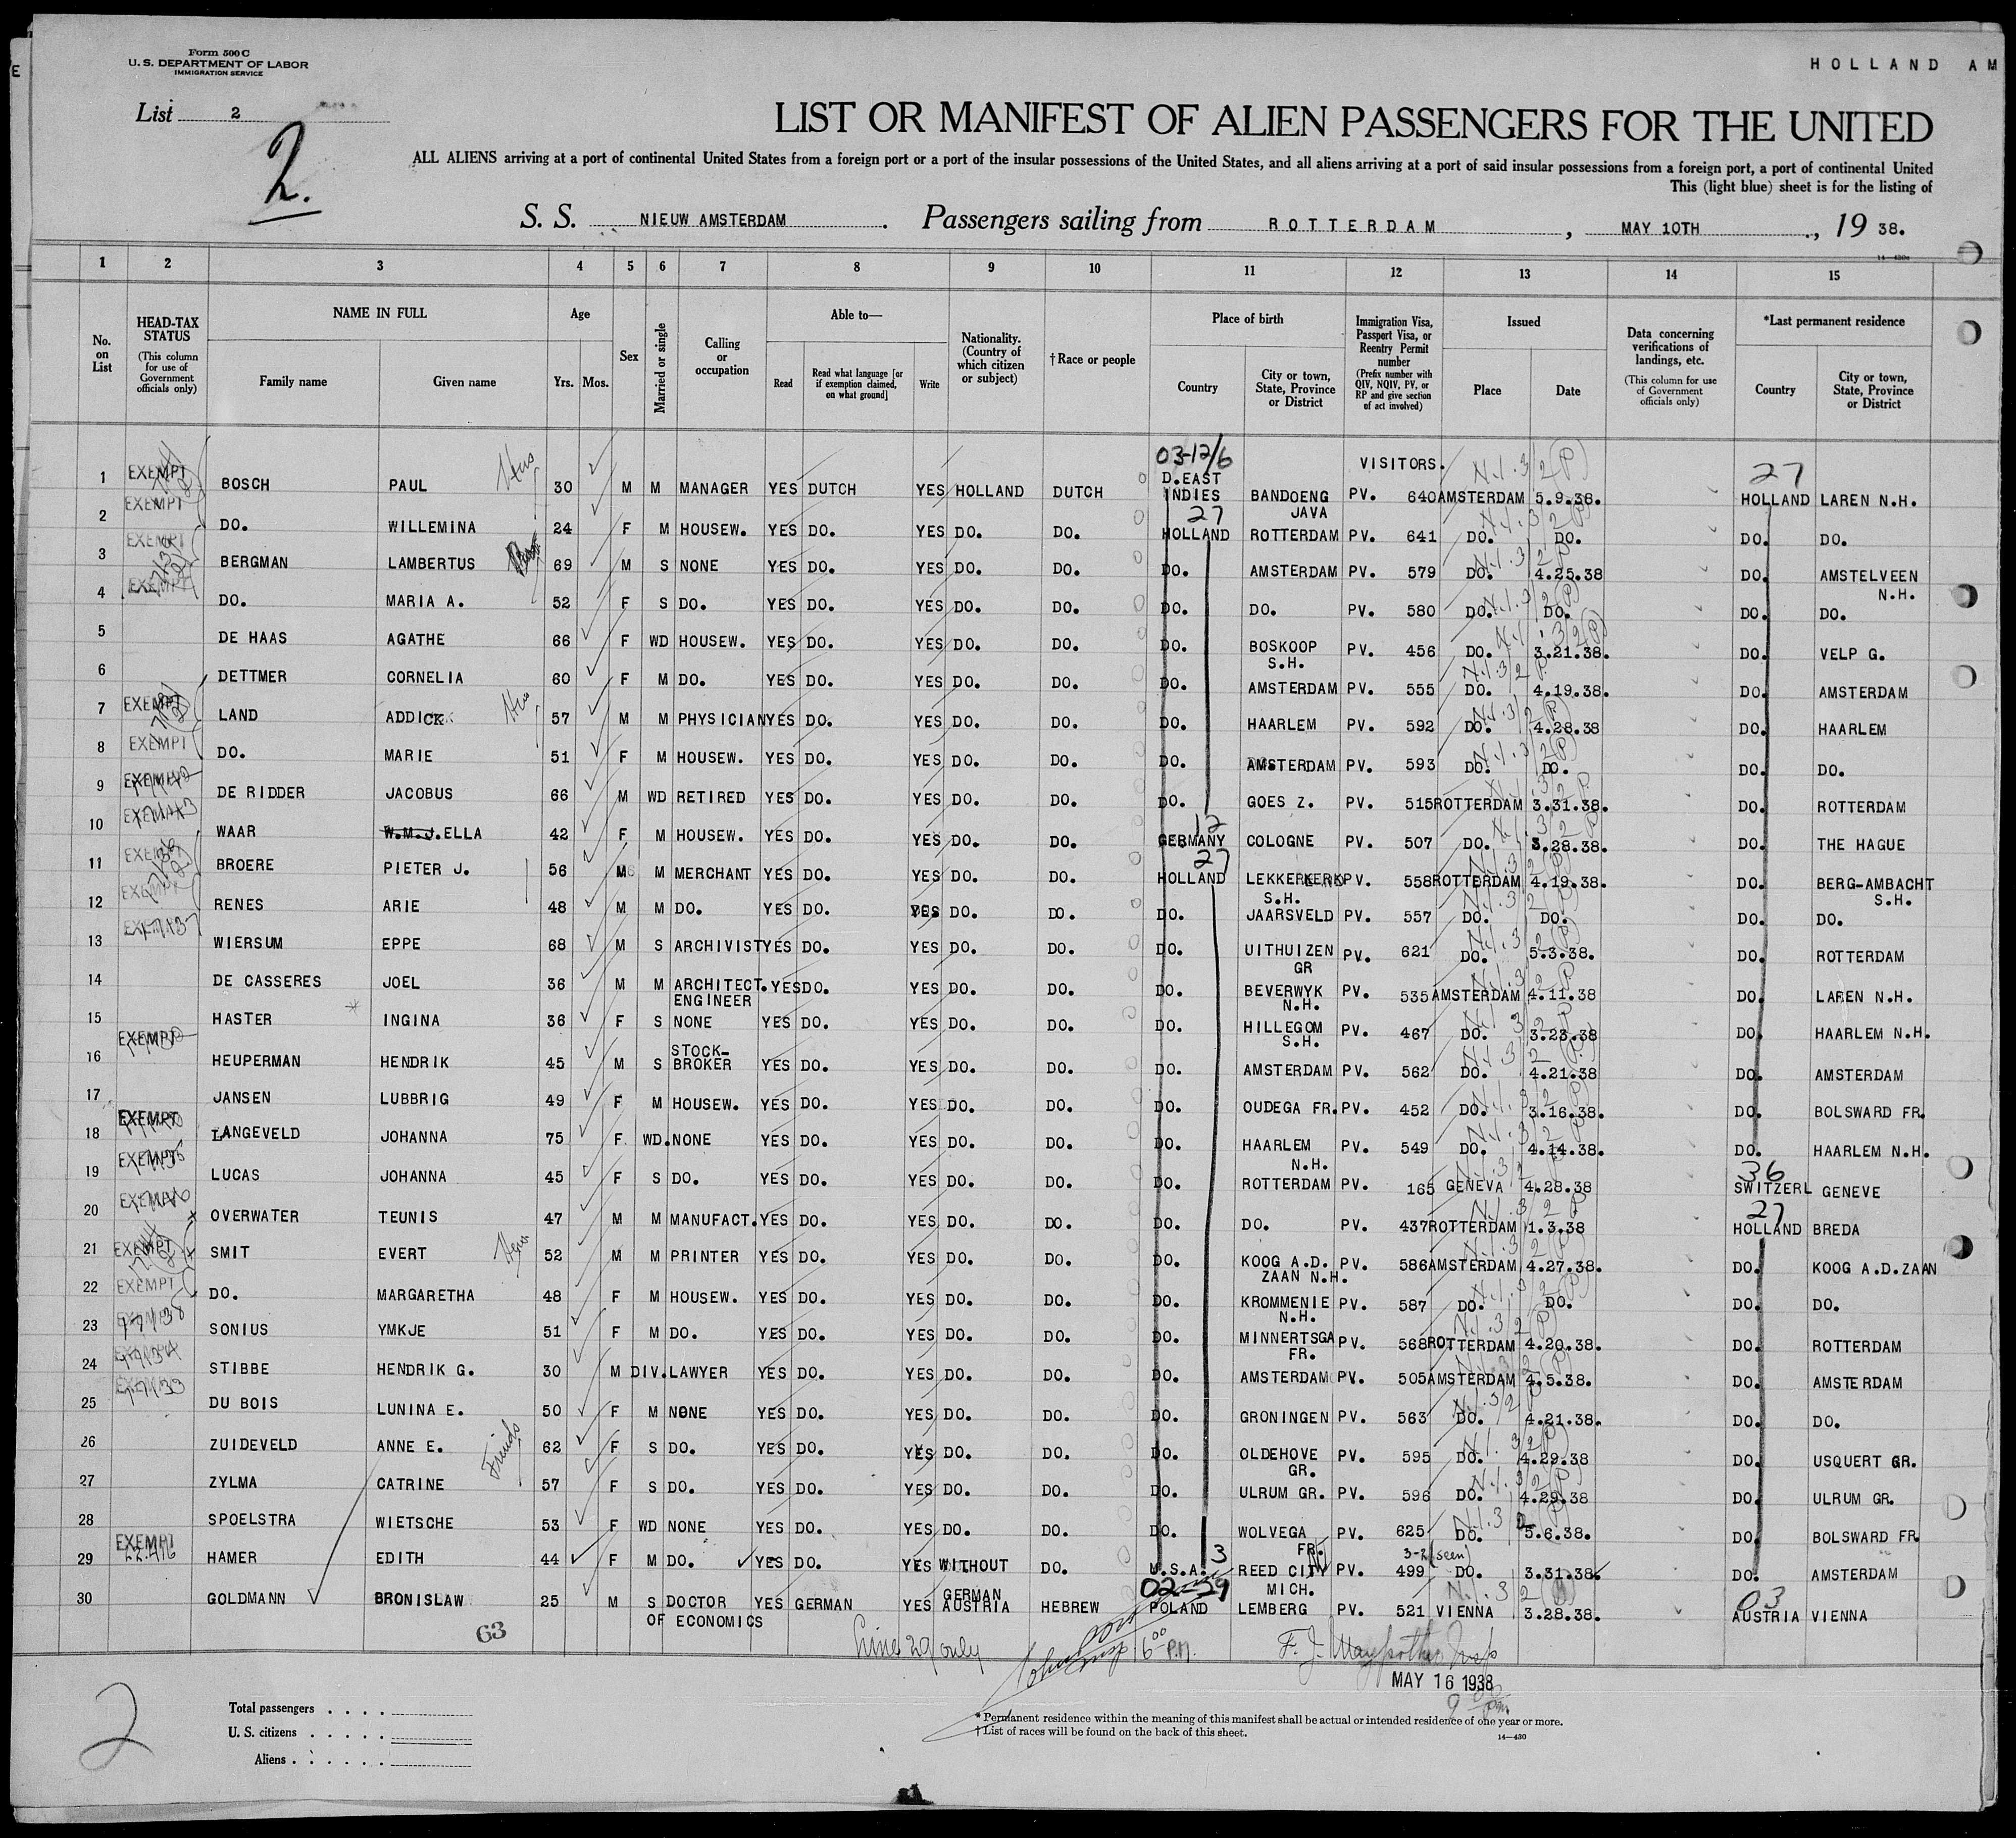 Form 500 C
U. S. DEPARTMENT OF LABOR
IMMIGRATION SERVICE
HOLLAND AM
List 2
2.
LIST OR MANIFEST OF ALIEN PASSENGERS FOR THE UNITED
ALL ALIENS arriving at a port of continental United States from a foreign port or a port of the insular possessions of the United States, and all aliens arriving at a port of said insular possessions from a foreign port, a port of continental United
This (light blue) sheet is for the listing of
S. S. NIEUW AMSTERDAM. Passengers sailing from ROTTERDAM, MAY 10TH, 19 38.
1 2 3 4 5 6 7 8 9 10 11 12 13 14 15
No. on List
HEAD-TAX STATUS (This column for use of Government officials only)
NAME IN FULL Family name Given name
Age Yrs. Mos.
Sex
Married or single
Calling or occupation
Able to— Read Read what language [or if exemption claimed, on what ground] Write
Nationality. (Country of which citizen or subject)
†Race or people
Place of birth Country City or town, State, Province or District
Immigration Visa, Passport Visa, or Reentry Permit number (Prefix number with QIV, NQIV, PV, or RP and give section of act involved)
Issued Place Date
Data concerning verifications of landings, etc. (This column for use of Government officials only)
*Last permanent residence Country City or town, State, Province or District
03-12/6 VISITORS. 27
1 EXEMPT BOSCH PAUL 30 M M MANAGER YES DUTCH YES HOLLAND DUTCH D.EAST INDIES BANDOENG JAVA PV. 640 AMSTERDAM 5.9.38. HOLLAND LAREN N.H.
27
2 EXEMPT DO. WILLEMINA 24 F M HOUSEW. YES DO. YES DO. DO. HOLLAND ROTTERDAM PV. 641 DO. DO. DO. DO.
3 EXEMPT BERGMAN LAMBERTUS 69 M S NONE YES DO. YES DO. DO. DO. AMSTERDAM PV. 579 DO. 4.25.38 DO. AMSTELVEEN N.H.
4 EXEMPT DO. MARIA A. 52 F S DO. YES DO. YES DO. DO. DO. DO. PV. 580 DO. DO. DO. DO.
5 DE HAAS AGATHE 66 F WD HOUSEW. YES DO. YES DO. DO. DO. BOSKOOP S.H. PV. 456 DO. 3.21.38. DO. VELP G.
6 DETTMER CORNELIA 60 F M DO. YES DO. YES DO. DO. DO. AMSTERDAM PV. 555 DO. 4.19.38. DO. AMSTERDAM
7 EXEMPT LAND ADDICK 57 M M PHYSICIAN YES DO. YES DO. DO. DO. HAARLEM PV. 592 DO. 4.28.38 DO. HAARLEM
8 EXEMPT DO. MARIE 51 F M HOUSEW. YES DO. YES DO. DO. DO. AMSTERDAM PV. 593 DO. DO. DO. DO.
9 EXEMPT DE RIDDER JACOBUS 66 M WD RETIRED YES DO. YES DO. DO. DO. GOES Z. PV. 515 ROTTERDAM 3.31.38. DO. ROTTERDAM
12
10 WAAR W.M.J.ELLA 42 F M HOUSEW. YES DO. YES DO. DO. GERMANY COLOGNE PV. 507 DO. 3.28.38. DO. THE HAGUE
27
11 EXEMPT BROERE PIETER J. 56 M M MERCHANT YES DO. YES DO. DO. HOLLAND LEKKERKERK S.H. PV. 558 ROTTERDAM 4.19.38. DO. BERG-AMBACHT S.H.
12 EXEMPT RENES ARIE 48 M M DO. YES DO. YES DO. DO. DO. JAARSVELD PV. 557 DO. DO. DO. DO.
13 WIERSUM EPPE 68 M S ARCHIVIST YES DO. YES DO. DO. DO. UITHUIZEN GR PV. 621 DO. 5.3.38. DO. ROTTERDAM
14 DE CASSERES JOEL 36 M M ARCHITECT. ENGINEER YES DO. YES DO. DO. DO. BEVERWYK N.H. PV. 535 AMSTERDAM 4.11.38 DO. LAREN N.H.
15 HASTER INGINA 36 F S NONE YES DO. YES DO. DO. DO. HILLEGOM S.H. PV. 467 DO. 3.23.38 DO. HAARLEM N.H.
16 EXEMPT HEUPERMAN HENDRIK 45 M S STOCK-BROKER YES DO. YES DO. DO. DO. AMSTERDAM PV. 562 DO. 4.21.38 DO. AMSTERDAM
17 JANSEN LUBBRIG 49 F M HOUSEW. YES DO. YES DO. DO. DO. OUDEGA FR. PV. 452 DO. 3.16.38. DO. BOLSWARD FR.
18 EXEMPT LANGEVELD JOHANNA 75 F WD. NONE YES DO. YES DO. DO. DO. HAARLEM N.H. PV. 549 DO. 4.14.38. DO. HAARLEM N.H.
36
19 EXEMPT LUCAS JOHANNA 45 F S DO. YES DO. YES DO. DO. DO. ROTTERDAM PV. 165 GENEVA 4.28.38 SWITZERL GENEVE
27
20 OVERWATER TEUNIS 47 M M MANUFACT. YES DO. YES DO. DO. DO. DO. PV. 437 ROTTERDAM 1.3.38 HOLLAND BREDA
21 EXEMPT SMIT EVERT 52 M M PRINTER YES DO. YES DO. DO. DO. KOOG A.D. ZAAN N.H. PV. 586 AMSTERDAM 4.27.38. DO. KOOG A.D.ZAAN
22 EXEMPT DO. MARGARETHA 48 F M HOUSEW. YES DO. YES DO. DO. DO. KROMMENIE N.H. PV. 587 DO. DO. DO. DO.
23 SONIUS YMKJE 51 F M DO. YES DO. YES DO. DO. DO. MINNERTSGA FR. PV. 568 ROTTERDAM 4.20.38. DO. ROTTERDAM
24 STIBBE HENDRIK G. 30 M DIV. LAWYER YES DO. YES DO. DO. DO. AMSTERDAM PV. 505 AMSTERDAM 4.5.38. DO. AMSTERDAM
25 DU BOIS LUNINA E. 50 F M NONE YES DO. YES DO. DO. DO. GRONINGEN PV. 563 DO. 4.21.38. DO. DO.
26 ZUIDEVELD ANNE E. Friends 62 F S DO. YES DO. YES DO. DO. DO. OLDEHOVE GR. PV. 595 DO. 4.29.38 DO. USQUERT GR.
27 ZYLMA CATRINE 57 F S DO. YES DO. YES DO. DO. DO. ULRUM GR. PV. 596 DO. 4.29.38 DO. ULRUM GR.
28 SPOELSTRA WIETSCHE 53 F WD NONE YES DO. YES DO. DO. DO. WOLVEGA FR. PV. 625 DO. 5.6.38. DO. BOLSWARD FR.
3 3-2 (seen)
29 EXEMPT HAMER EDITH 44 F M DO. YES DO. YES WITHOUT DO. U.S.A. REED CITY MICH. PV. 499 DO. 3.31.38. DO. AMSTERDAM
02-29 03
30 GOLDMANN BRONISLAW 25 M S DOCTOR OF ECONOMICS YES GERMAN YES GERMAN AUSTRIA HEBREW POLAND LEMBERG PV. 521 VIENNA 3.28.38. AUSTRIA VIENNA
63
Line 29 only
6 00 P.M.
MAY 16 1938
2
Total passengers . . . .
U. S. citizens . . . . .
Aliens . . . . . .
* Permanent residence within the meaning of this manifest shall be actual or intended residence of one year or more.
† List of races will be found on the back of this sheet.
14—430